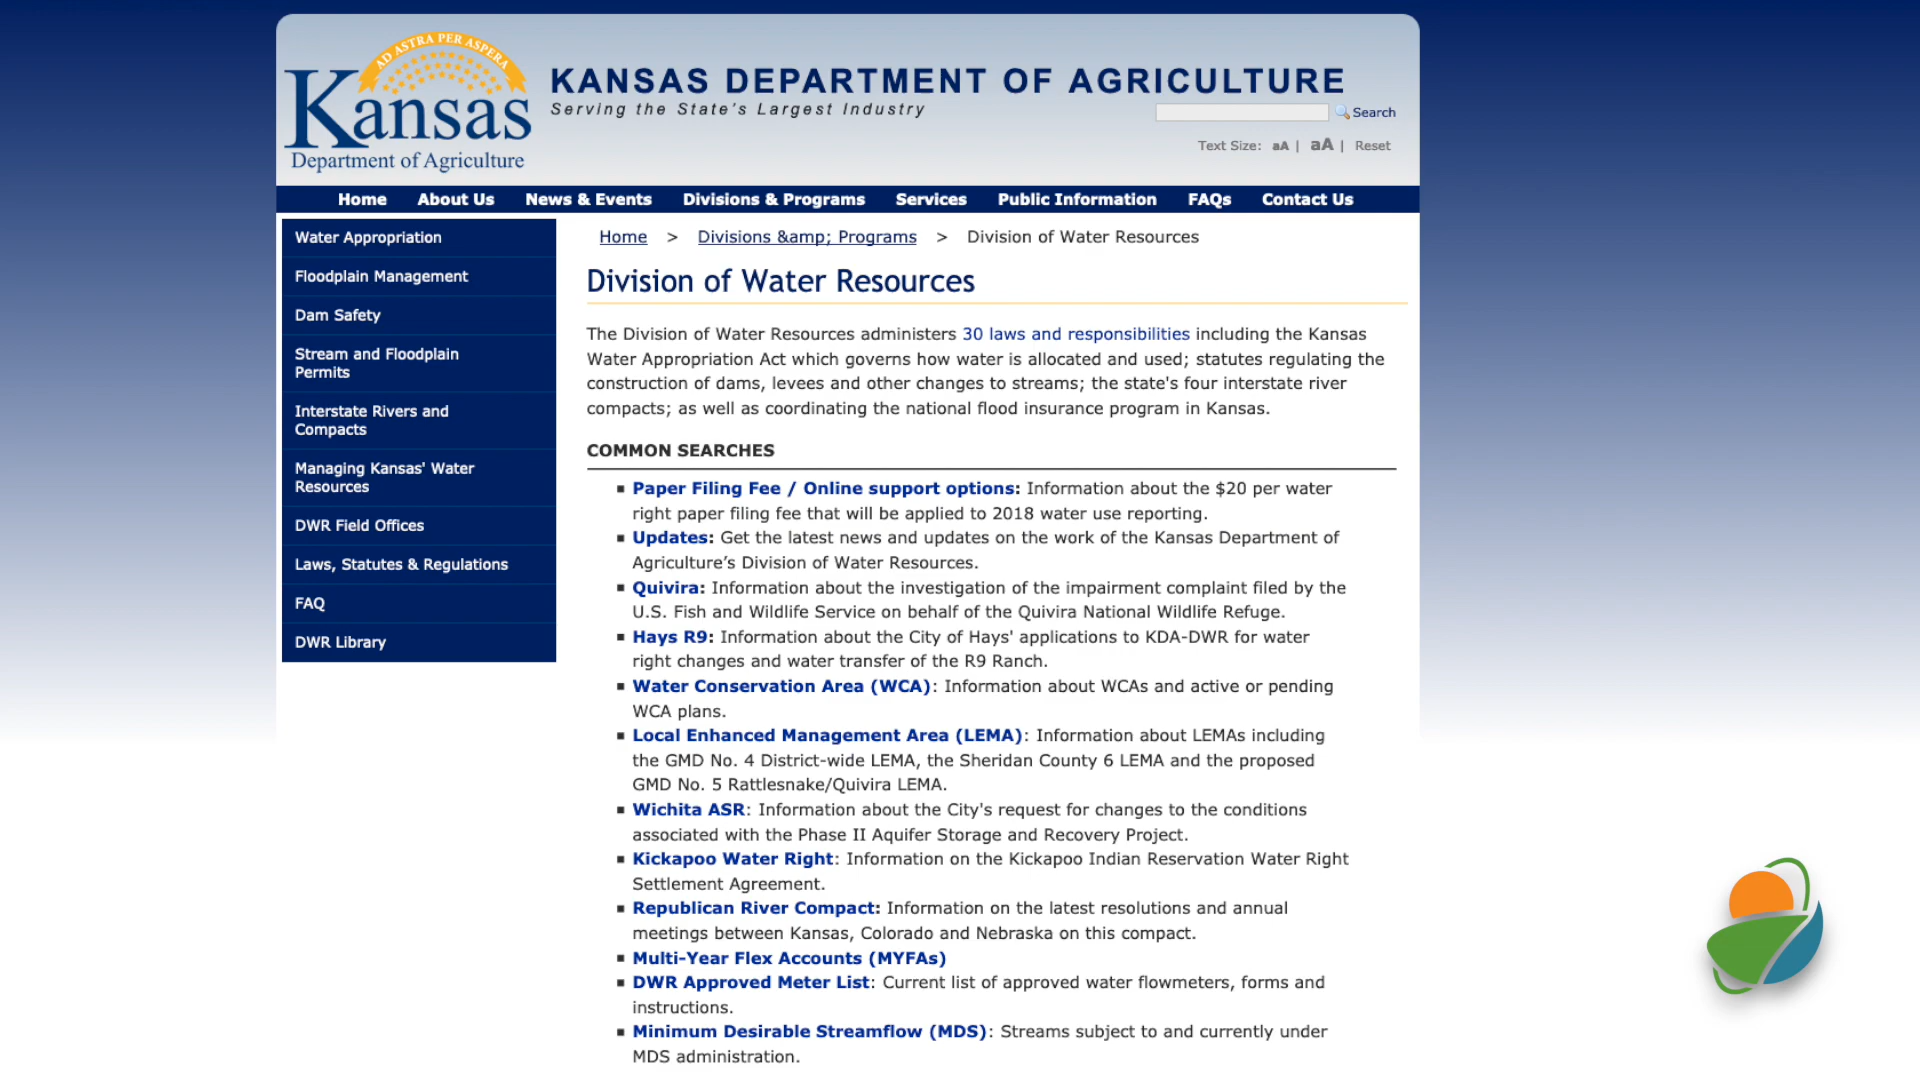 AD ASTRA PER ASPERA
Kansas
Department of Agriculture
KANSAS DEPARTMENT OF AGRICULTURE
Serving the State's Largest Industry
Search
Text Size: aA | aA | Reset
Home About Us News & Events Divisions & Programs Services Public Information FAQs Contact Us
Water Appropriation
Floodplain Management
Dam Safety
Stream and Floodplain
Permits
Interstate Rivers and
Compacts
Managing Kansas' Water
Resources
DWR Field Offices
Laws, Statutes & Regulations
FAQ
DWR Library
Home > Divisions &amp; Programs > Division of Water Resources
Division of Water Resources
The Division of Water Resources administers 30 laws and responsibilities including the Kansas
Water Appropriation Act which governs how water is allocated and used; statutes regulating the
construction of dams, levees and other changes to streams; the state's four interstate river
compacts; as well as coordinating the national flood insurance program in Kansas.
COMMON SEARCHES
▪ Paper Filing Fee / Online support options: Information about the $20 per water
right paper filing fee that will be applied to 2018 water use reporting.
▪ Updates: Get the latest news and updates on the work of the Kansas Department of
Agriculture’s Division of Water Resources.
▪ Quivira: Information about the investigation of the impairment complaint filed by the
U.S. Fish and Wildlife Service on behalf of the Quivira National Wildlife Refuge.
▪ Hays R9: Information about the City of Hays' applications to KDA-DWR for water
right changes and water transfer of the R9 Ranch.
▪ Water Conservation Area (WCA): Information about WCAs and active or pending
WCA plans.
▪ Local Enhanced Management Area (LEMA): Information about LEMAs including
the GMD No. 4 District-wide LEMA, the Sheridan County 6 LEMA and the proposed
GMD No. 5 Rattlesnake/Quivira LEMA.
▪ Wichita ASR: Information about the City's request for changes to the conditions
associated with the Phase II Aquifer Storage and Recovery Project.
▪ Kickapoo Water Right: Information on the Kickapoo Indian Reservation Water Right
Settlement Agreement.
▪ Republican River Compact: Information on the latest resolutions and annual
meetings between Kansas, Colorado and Nebraska on this compact.
▪ Multi-Year Flex Accounts (MYFAs)
▪ DWR Approved Meter List: Current list of approved water flowmeters, forms and
instructions.
▪ Minimum Desirable Streamflow (MDS): Streams subject to and currently under
MDS administration.